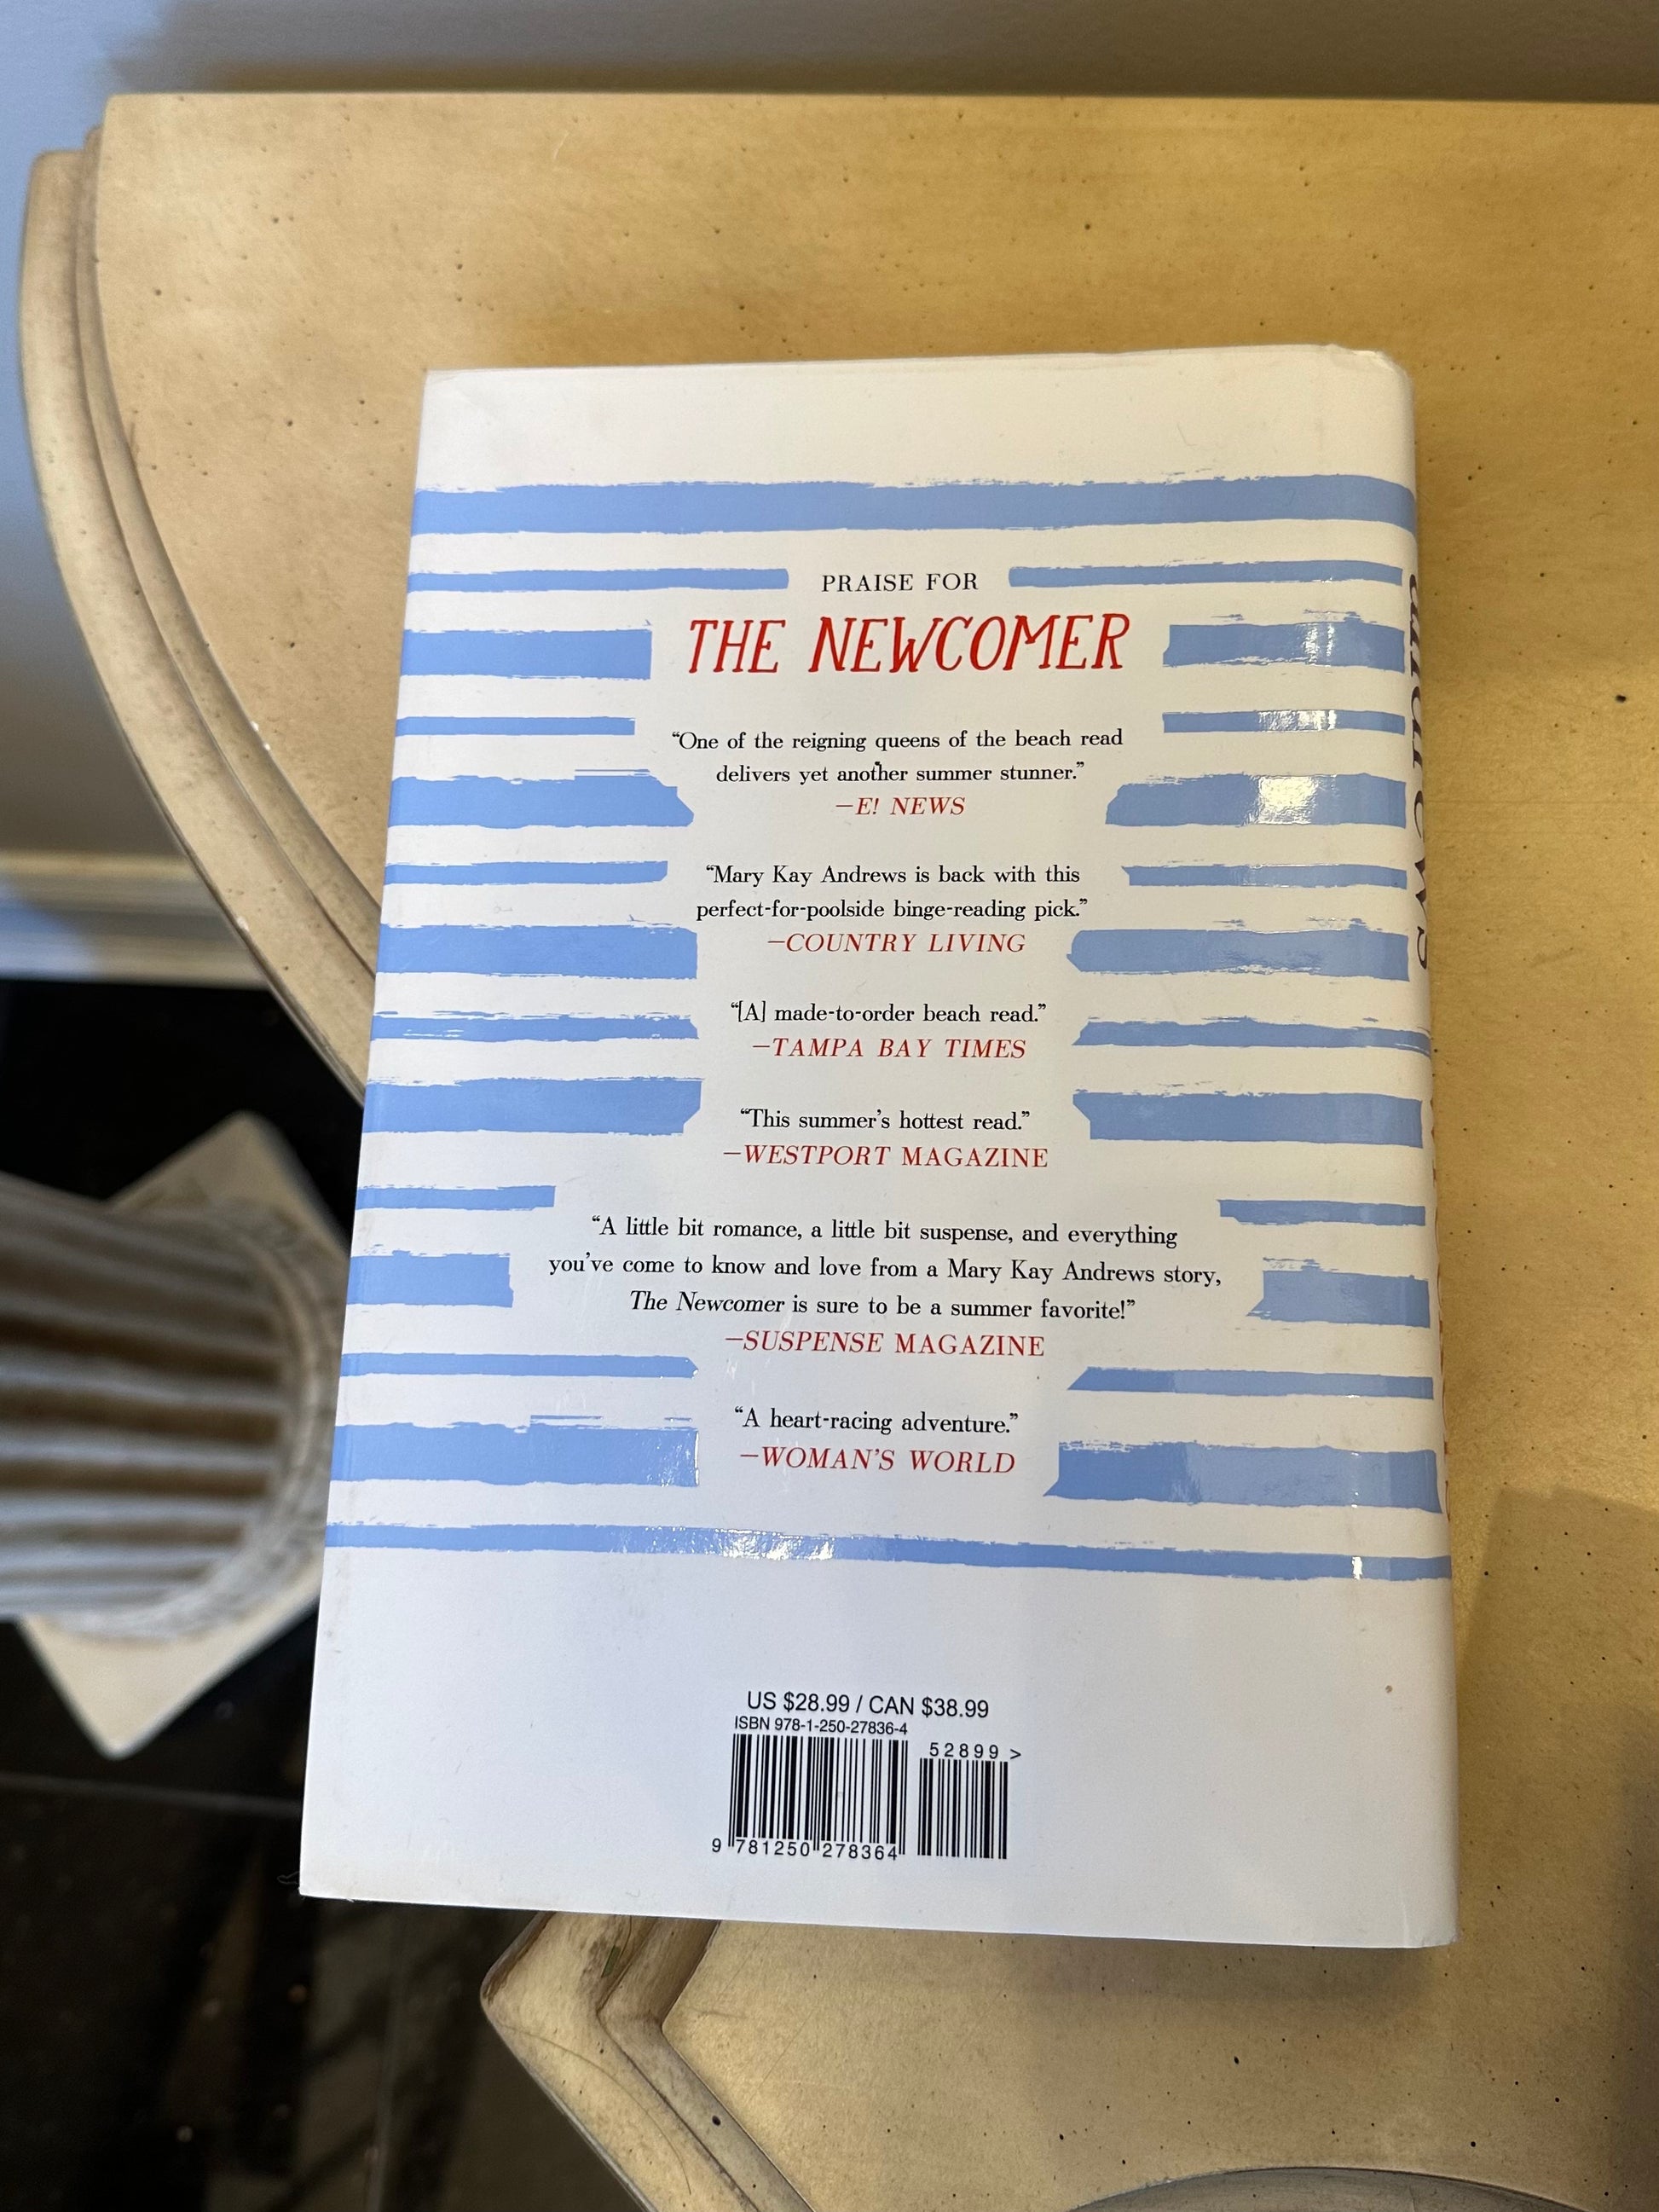 PRAISE FOR
THE NEWCOMER
“One of the reigning queens of the beach read
delivers yet another summer stunner.”
—E! NEWS
“Mary Kay Andrews is back with this
perfect-for-poolside binge-reading pick.”
—COUNTRY LIVING
“[A] made-to-order beach read.”
—TAMPA BAY TIMES
“This summer’s hottest read.”
—WESTPORT MAGAZINE
“A little bit romance, a little bit suspense, and everything
you’ve come to know and love from a Mary Kay Andrews story,
The Newcomer is sure to be a summer favorite!”
—SUSPENSE MAGAZINE
“A heart-racing adventure.”
—WOMAN’S WORLD
US $28.99 / CAN $38.99
ISBN 978-1-250-27836-4
52899 >
9 781250 278364
andrews